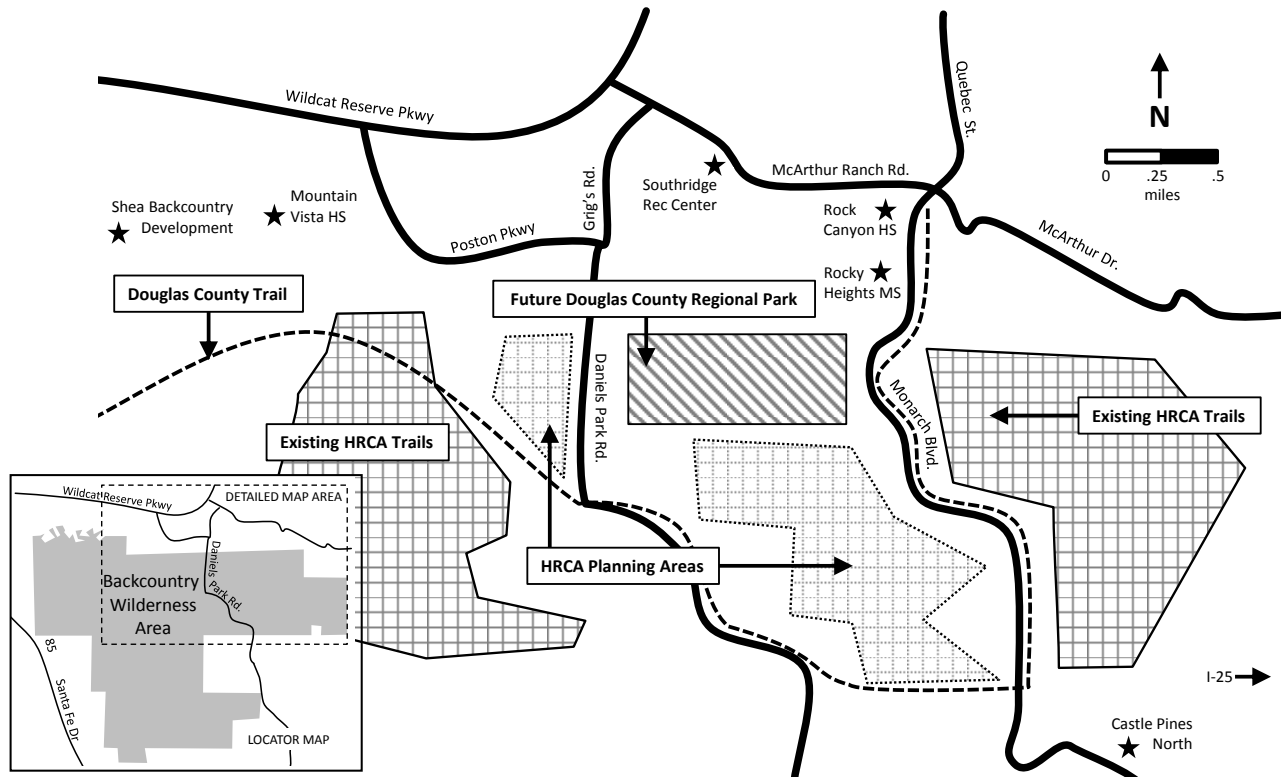 Wildcat Reserve Pkwy
Quebec St.
N
0 .25 .5
miles
McArthur Ranch Rd.
Southridge
Rec Center
Grig's Rd.
Mountain
Vista HS
Shea Backcountry
Development
Poston Pkwy
Rock
Canyon HS
McArthur Dr.
Rocky
Heights MS
Douglas County Trail
Future Douglas County Regional Park
Daniels Park Rd.
Monarch Blvd.
Existing HRCA Trails
Existing HRCA Trails
HRCA Planning Areas
I-25
Castle Pines
North
Wildcat Reserve Pkwy
DETAILED MAP AREA
Daniels
Park Rd.
Backcountry
Wilderness
Area
85
Santa Fe Dr
LOCATOR MAP